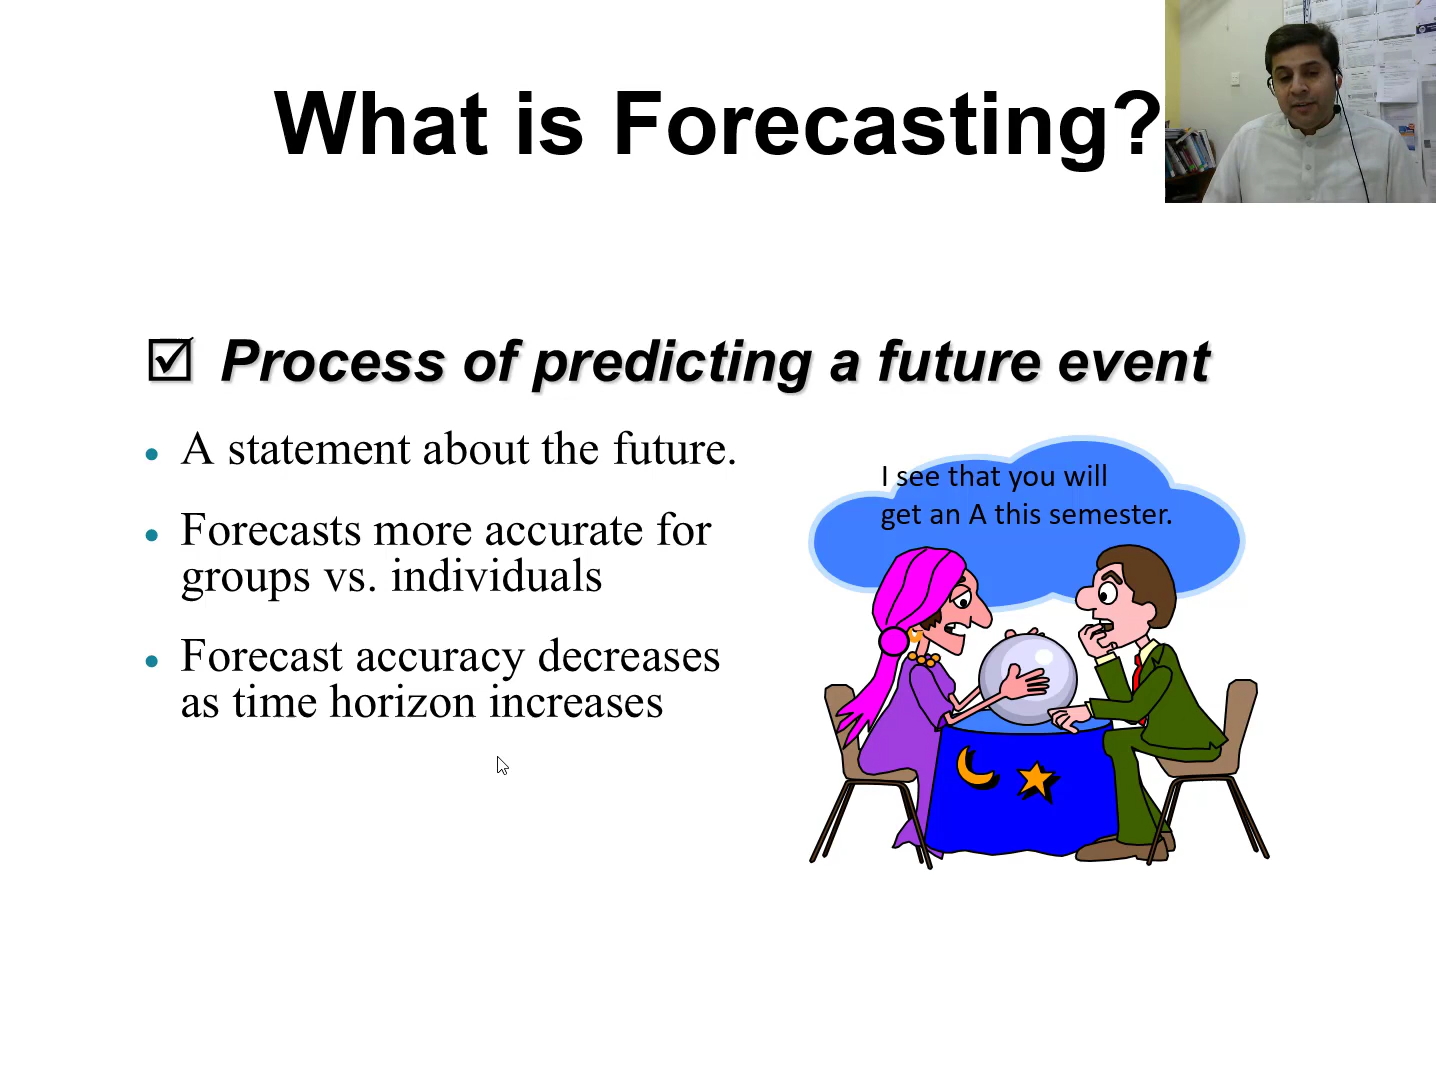 What is Forecasting?
☑ Process of predicting a future event
• A statement about the future.
• Forecasts more accurate for
groups vs. individuals
• Forecast accuracy decreases
as time horizon increases
I see that you will
get an A this semester.